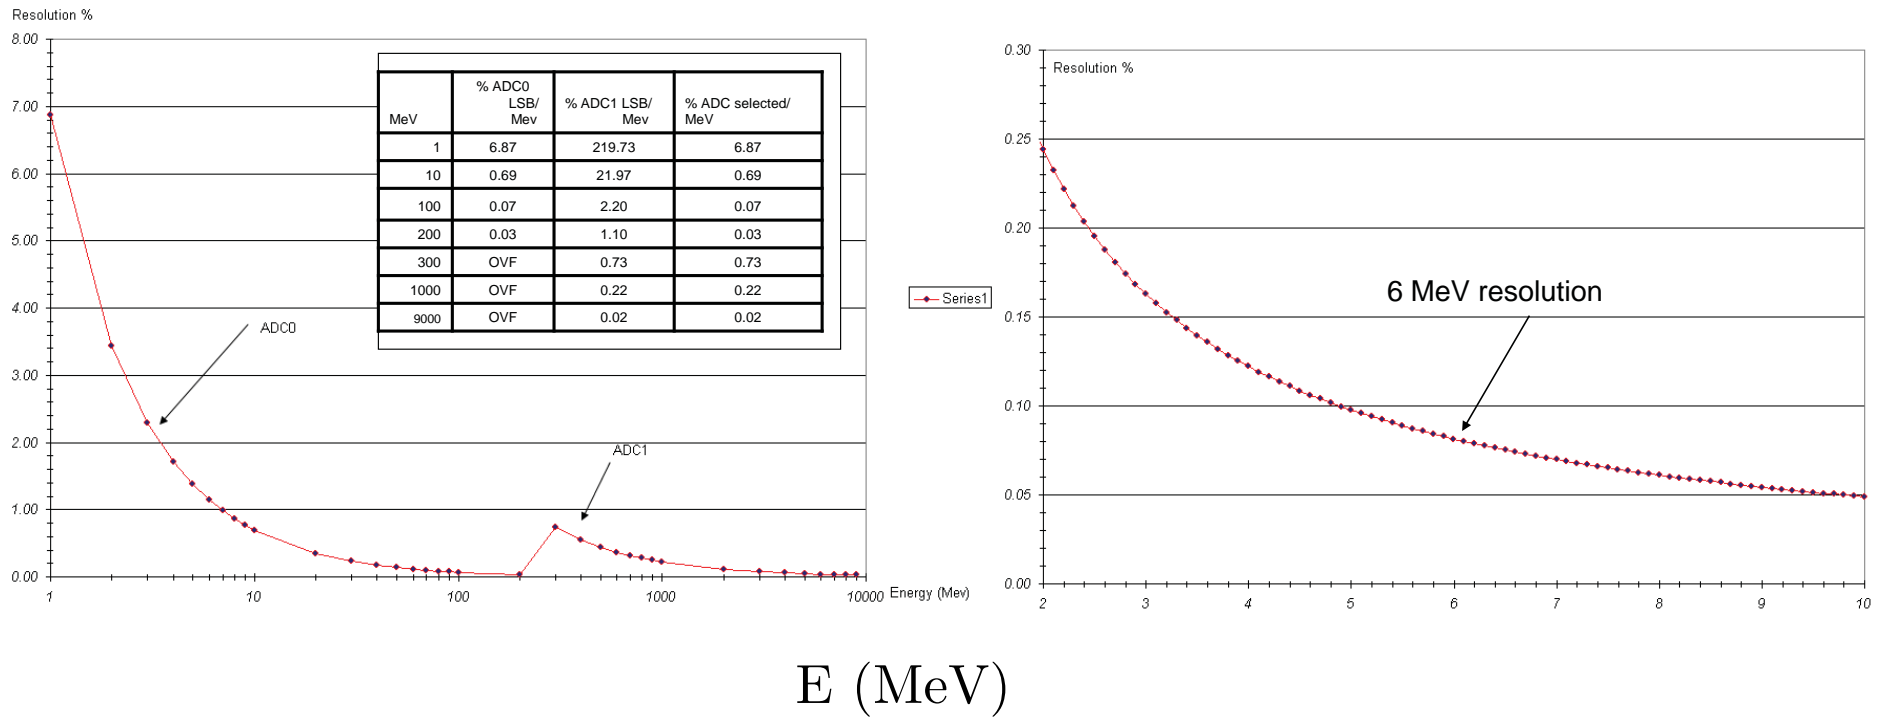 Resolution %
8.00
7.00
6.00
5.00
4.00
3.00
2.00
1.00
0.00
1
10
100
1000
10000
Energy (Mev)
ADC0
ADC1
MeV
% ADC0
LSB/
Mev
% ADC1 LSB/
Mev
% ADC selected/
MeV
1 6.87 219.73 6.87
10 0.69 21.97 0.69
100 0.07 2.20 0.07
200 0.03 1.10 0.03
300 OVF 0.73 0.73
1000 OVF 0.22 0.22
9000 OVF 0.02 0.02
Series1
Resolution %
0.30
0.25
0.20
0.15
0.10
0.05
0.00
2 3 4 5 6 7 8 9 10
6 MeV resolution
E (MeV)